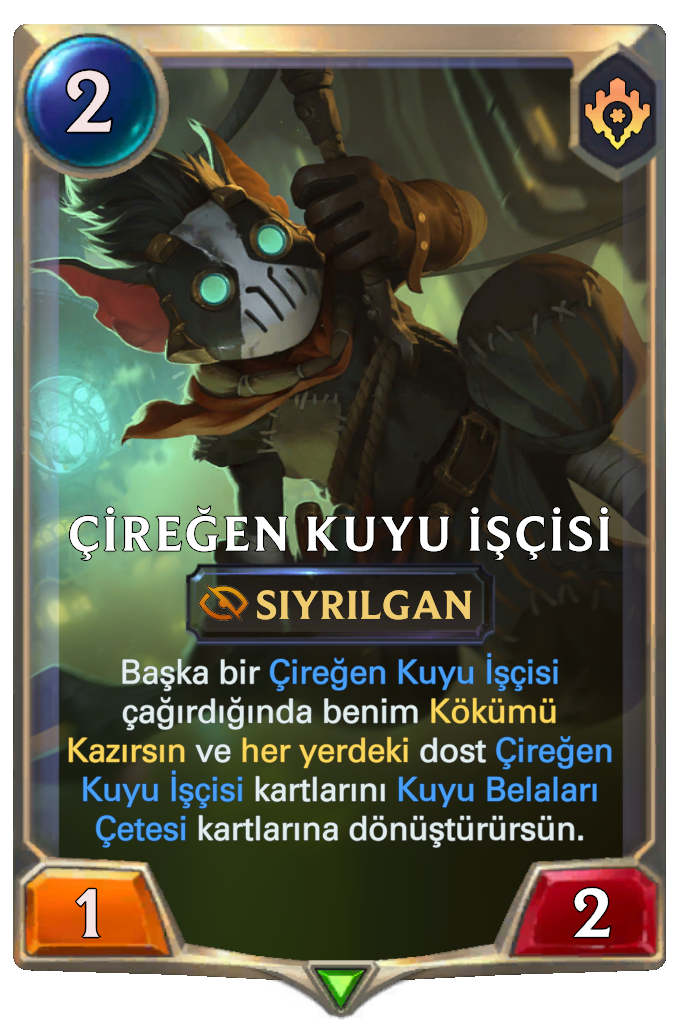 2
ÇİREĞEN KUYU İŞÇİSİ
SIYRILGAN
Başka bir Çireğen Kuyu İşçisi
çağırdığında benim Kökümü
Kazırsın ve her yerdeki dost Çireğen
Kuyu İşçisi kartlarını Kuyu Belaları
Çetesi kartlarına dönüştürürsün.
1
2